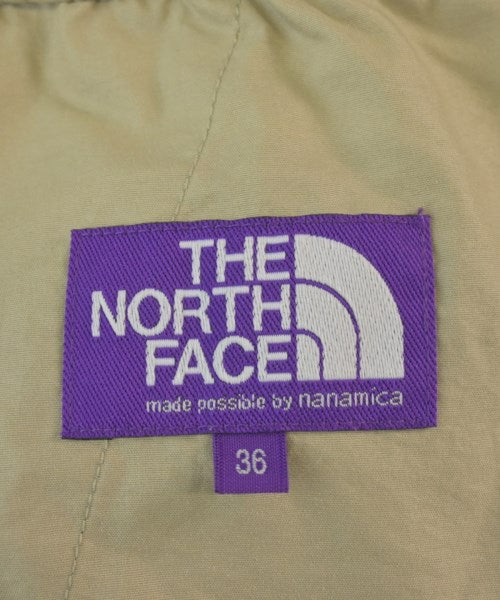 THE
NORTH
FACE
made possible by nanamica
36